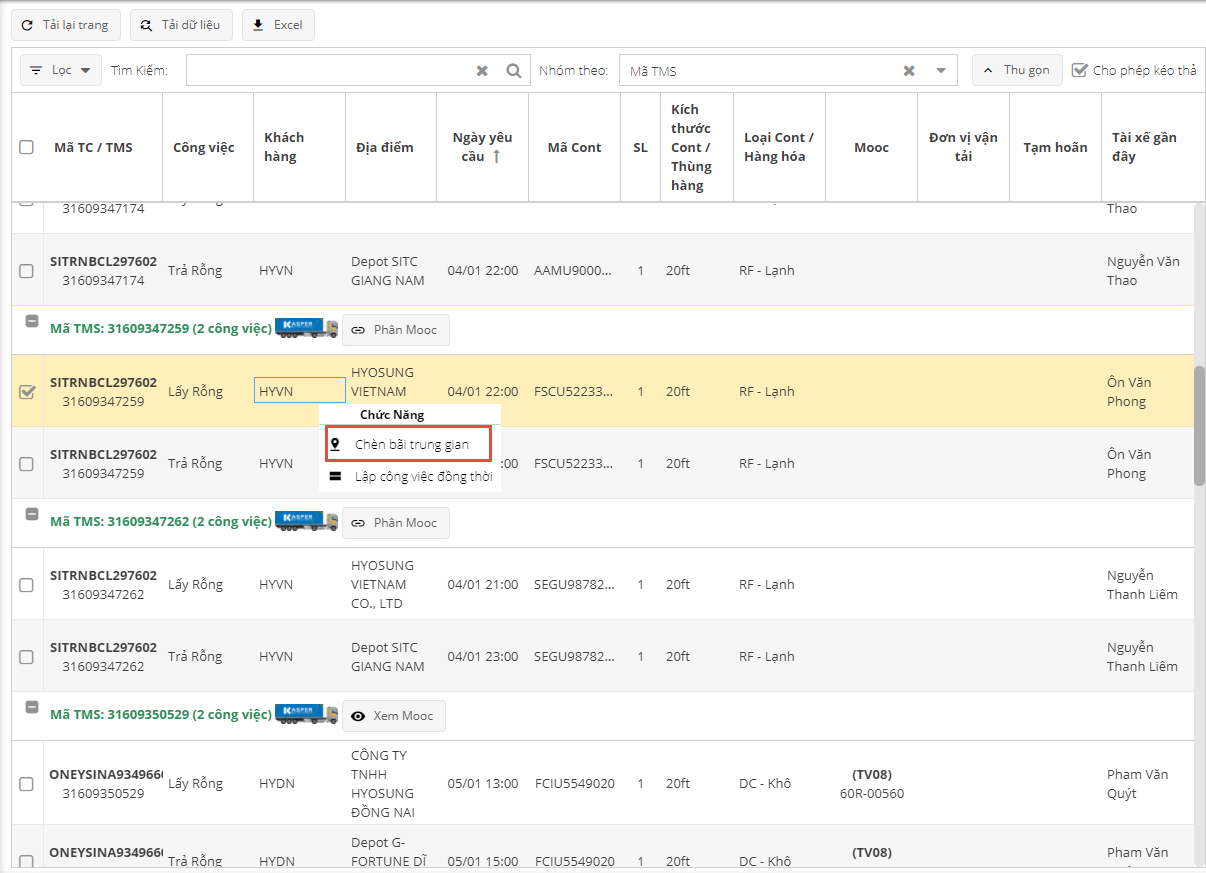 Tải lại trang Tải dữ liệu Excel
Lọc Tìm Kiếm: Nhóm theo: Mã TMS Thu gọn Cho phép kéo thả
Mã TC / TMS Công việc Khách hàng Địa điểm Ngày yêu cầu ↑ Mã Cont SL Kích thước Cont / Thùng hàng Loại Cont / Hàng hóa Mooc Đơn vị vận tải Tạm hoãn Tài xế gần đây
31609347174 Thao
SITRNBCL297602 Nguyễn Văn
31609347174 Trả Rỗng HYVN Depot SITC GIANG NAM 04/01 22:00 AAMU9000... 1 20ft RF - Lạnh Thao
Mã TMS: 31609347259 (2 công việc) KASPER Phân Mooc
SITRNBCL297602
31609347259 Lấy Rỗng HYVN HYOSUNG VIETNAM 04/01 22:00 FSCU52233... 1 20ft RF - Lạnh Ôn Văn Phong
Chức Năng
Chèn bãi trung gian
Lập công việc đồng thời
SITRNBCL297602
31609347259 Trả Rỗng HYVN :00 FSCU52233... 1 20ft RF - Lạnh Ôn Văn Phong
Mã TMS: 31609347262 (2 công việc) KASPER Phân Mooc
SITRNBCL297602
31609347262 Lấy Rỗng HYVN HYOSUNG VIETNAM CO., LTD 04/01 21:00 SEGU98782... 1 20ft RF - Lạnh Nguyễn Thanh Liêm
SITRNBCL297602
31609347262 Trả Rỗng HYVN Depot SITC GIANG NAM 04/01 23:00 SEGU98782... 1 20ft RF - Lạnh Nguyễn Thanh Liêm
Mã TMS: 31609350529 (2 công việc) KASPER Xem Mooc
ONEYSINA9349660
31609350529 Lấy Rỗng HYDN CÔNG TY TNHH HYOSUNG ĐỒNG NAI 05/01 13:00 FCIU5549020 1 20ft DC - Khô (TV08) 60R-00560 Pham Văn Quýt
ONEYSINA9349660 Trả Rỗng HYDN Depot G-FORTUNE DĨ 05/01 15:00 FCIU5549020 1 20ft DC - Khô (TV08) Pham Văn